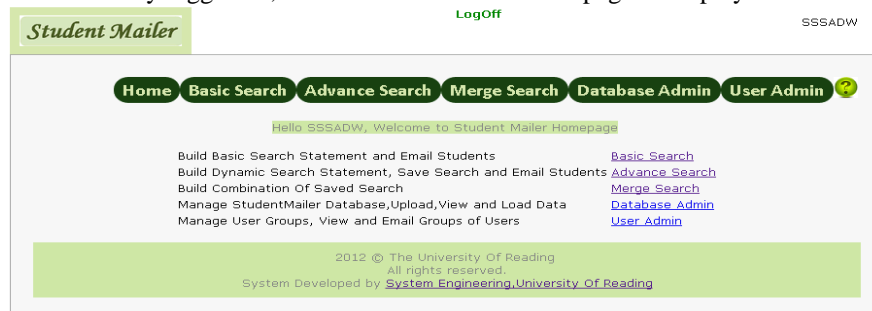 LogOff
SSSADW
Student Mailer
Home Basic Search Advance Search Merge Search Database Admin User Admin ?
Hello SSSADW, Welcome to Student Mailer Homepage
Build Basic Search Statement and Email Students Basic Search
Build Dynamic Search Statement, Save Search and Email Students Advance Search
Build Combination Of Saved Search Merge Search
Manage StudentMailer Database,Upload,View and Load Data Database Admin
Manage User Groups, View and Email Groups of Users User Admin
2012 © The University Of Reading
All rights reserved.
System Developed by System Engineering,University Of Reading